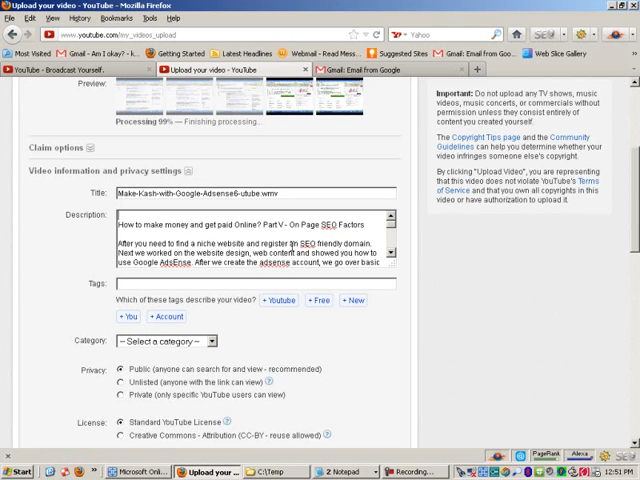 Upload your video - YouTube - Mozilla Firefox
File Edit View History Bookmarks Tools Help
www.youtube.com/my_videos_upload
Yahoo
Most Visited Gmail - Am I okay? - k... Getting Started Latest Headlines Webmail - Member... Suggested Sites Gmail: Email from Goo... Web Slice Gallery
YouTube - Broadcast Yourself. Upload your video - YouTube Gmail: Email from Google
Preview:
Processing 99% — Finishing processing...
Claim options
Video information and privacy settings
Title: Make-Kash-with-Google-Adsense6-utube.wmv
Description:
How to make money and get paid Online? Part V - On Page SEO Factors
After you need to find a niche website and register an SEO friendly domain.
Next we worked on the website design, web content and showed you how to
use Google AdsEnse. After we create the adsense account, we go over basic
Tags:
Which of these tags describe your video? + Youtube + Free + New
+ You + Account
Category: -- Select a category --
Privacy: Public (anyone can search for and view - recommended)
Unlisted (anyone with the link can view) ?
Private (only specific YouTube users can view)
License: Standard YouTube License ?
Creative Commons - Attribution (CC-BY - reuse allowed) ?
Important: Do not upload any TV shows, music
videos, music concerts, or commercials without
permission unless they consist entirely of
content you created yourself.
The Copyright Tips page and the Community
Guidelines can help you determine whether your
video infringes someone else's copyright.
By clicking "Upload Video", you are representing
that this video does not violate YouTube's Terms
of Service and that you own all copyrights in
this video or have authorization to upload it.
PageRank Alexa
Start Microsoft Onl... Upload your ... C:\Temp 2 Notepad Recording... 12:51 PM